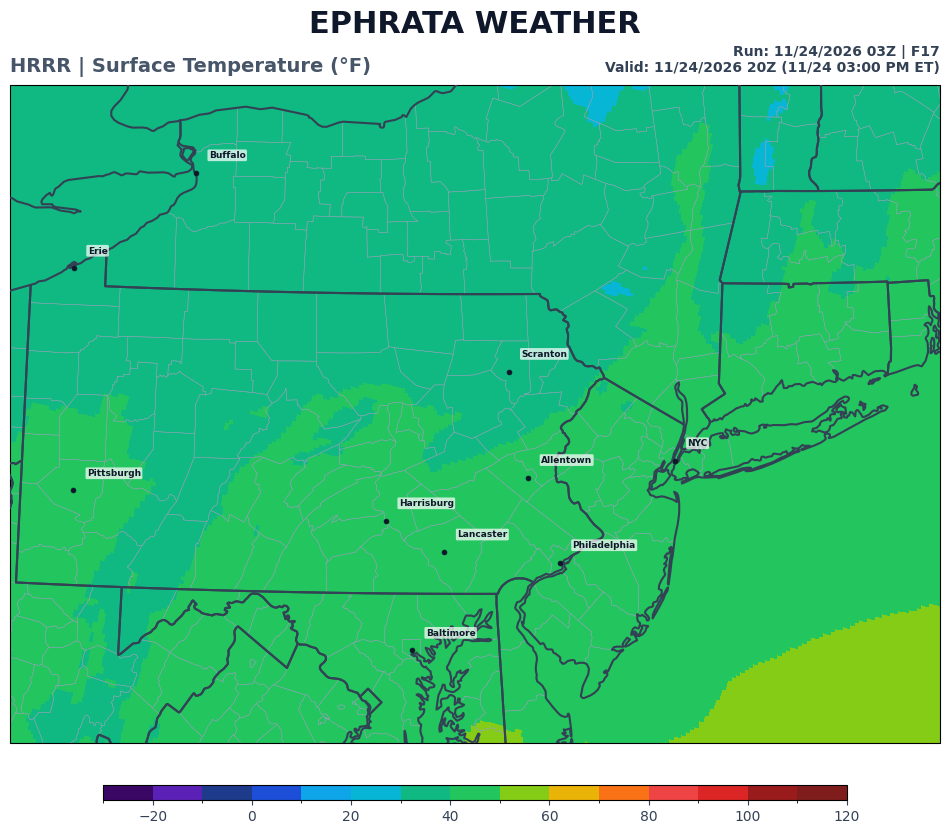 EPHRATA WEATHER
HRRR | Surface Temperature (°F)
Run: 11/24/2026 03Z | F17
Valid: 11/24/2026 20Z (11/24 03:00 PM ET)
Buffalo
Erie
Scranton
NYC
Allentown
Pittsburgh
Harrisburg
Lancaster
Philadelphia
Baltimore
−20 0 20 40 60 80 100 120